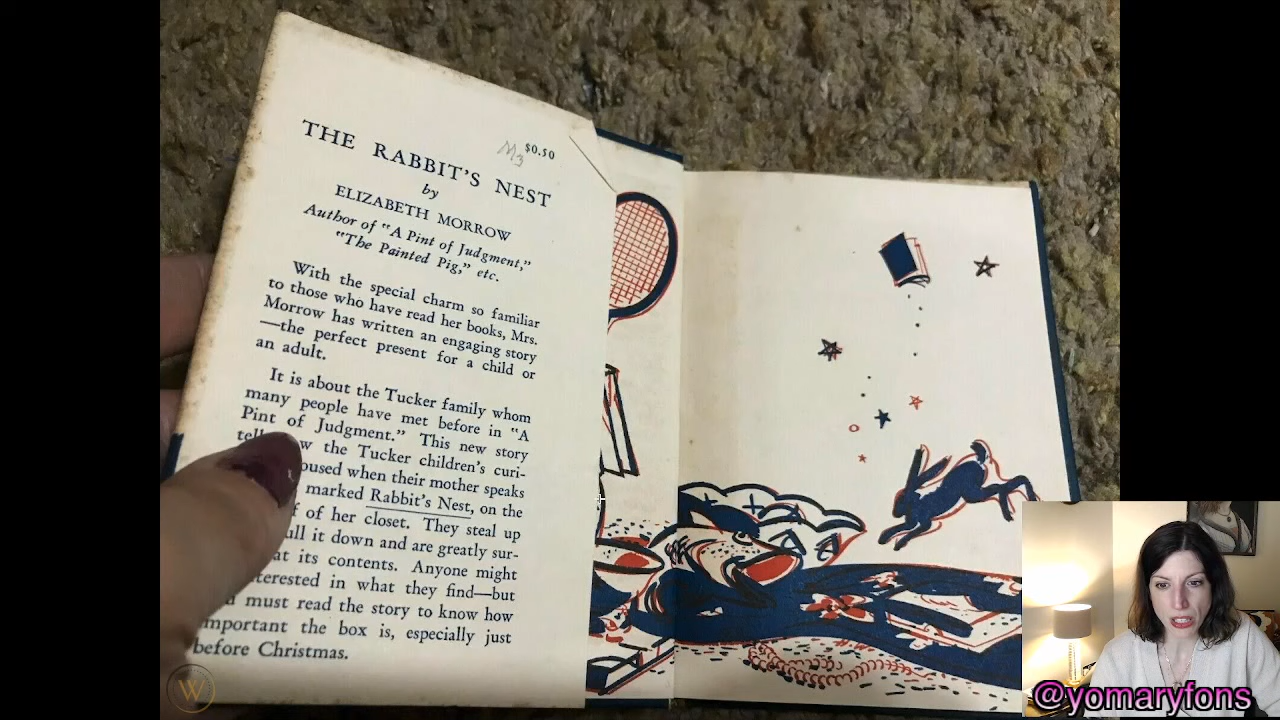 THE RABBIT'S NEST
M3 $0.50
by
ELIZABETH MORROW
Author of "A Pint of Judgment,"
"The Painted Pig," etc.
With the special charm so familiar
to those who have read her books, Mrs.
Morrow has written an engaging story
—the perfect present for a child or
an adult.
It is about the Tucker family whom
many people have met before in "A
Pint of Judgment." This new story
tell w the Tucker children's curi-
oused when their mother speaks
marked Rabbit's Nest, on the
f of her closet. They steal up
ull it down and are greatly sur-
at its contents. Anyone might
terested in what they find—but
must read the story to know how
important the box is, especially just
before Christmas.
W
@yomaryfons